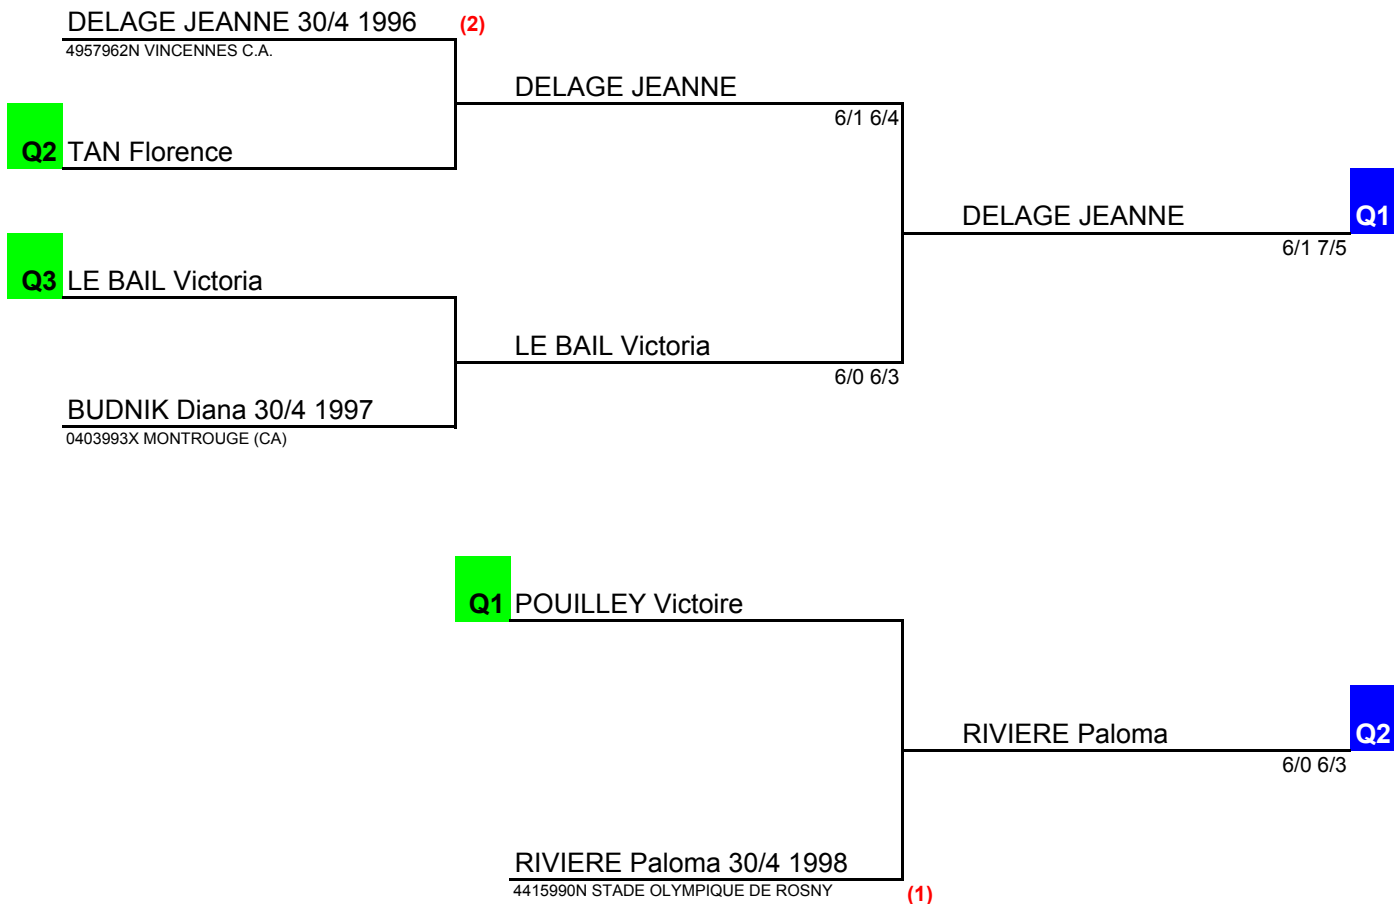 DELAGE JEANNE 30/4 1996 (2)
4957962N VINCENNES C.A.
DELAGE JEANNE
6/1 6/4
Q2 TAN Florence
DELAGE JEANNE Q1
6/1 7/5
Q3 LE BAIL Victoria
LE BAIL Victoria
6/0 6/3
BUDNIK Diana 30/4 1997
0403993X MONTROUGE (CA)
Q1 POUILLEY Victoire
RIVIERE Paloma Q2
6/0 6/3
RIVIERE Paloma 30/4 1998
4415990N STADE OLYMPIQUE DE ROSNY (1)